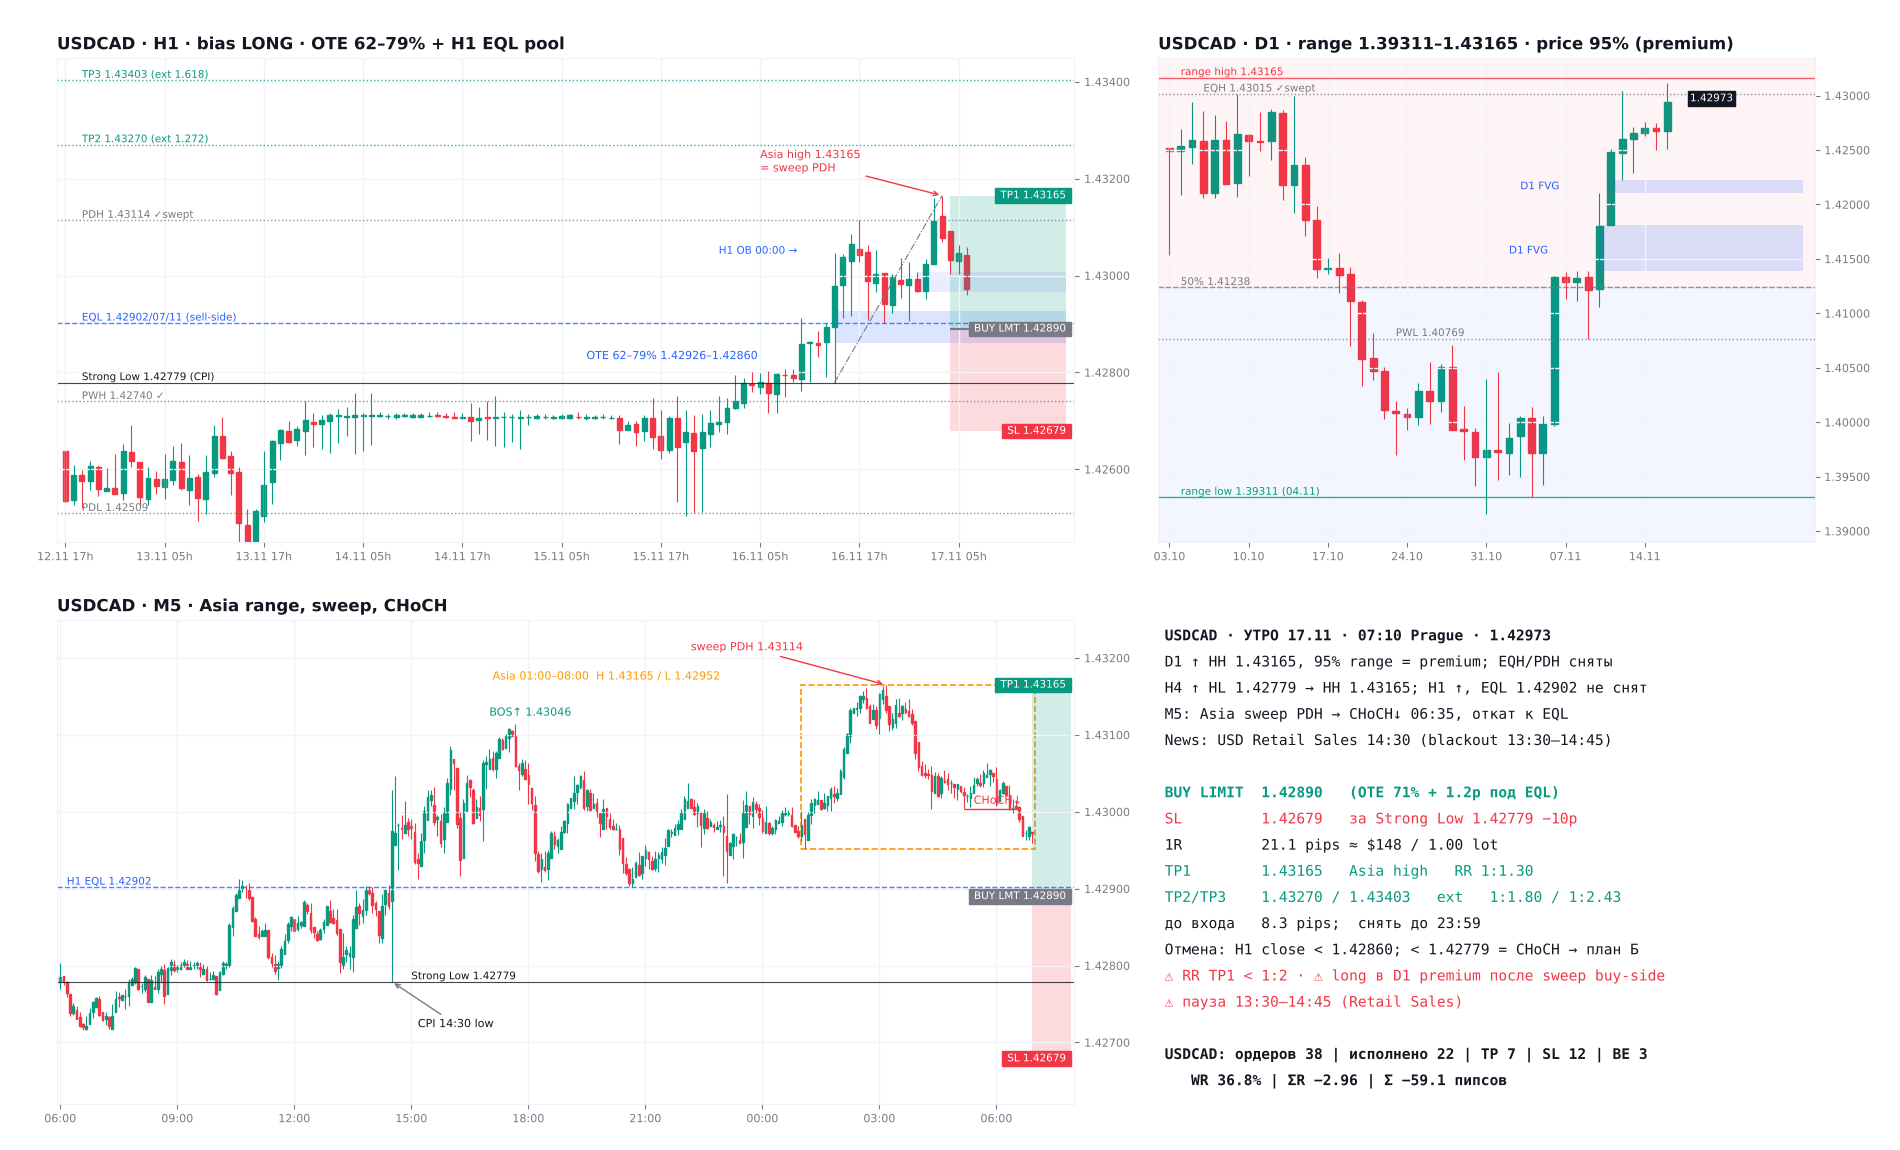 USDCAD · H1 · bias LONG · OTE 62–79% + H1 EQL pool
TP3 1.43403 (ext 1.618)
TP2 1.43270 (ext 1.272)
Asia high 1.43165
= sweep PDH
TP1 1.43165
PDH 1.43114 ✓swept
H1 OB 00:00 →
EQL 1.42902/07/11 (sell-side)
BUY LMT 1.42890
OTE 62–79% 1.42926–1.42860
Strong Low 1.42779 (CPI)
PWH 1.42740 ✓
SL 1.42679
PDL 1.42509
1.43400
1.43200
1.43000
1.42800
1.42600
12.11 17h
13.11 05h
13.11 17h
14.11 05h
14.11 17h
15.11 05h
15.11 17h
16.11 05h
16.11 17h
17.11 05h
USDCAD · D1 · range 1.39311–1.43165 · price 95% (premium)
range high 1.43165
EQH 1.43015 ✓swept
1.42973
D1 FVG
D1 FVG
50% 1.41238
PWL 1.40769
range low 1.39311 (04.11)
1.43000
1.42500
1.42000
1.41500
1.41000
1.40500
1.40000
1.39500
1.39000
03.10
10.10
17.10
24.10
31.10
07.11
14.11
USDCAD · M5 · Asia range, sweep, CHoCH
sweep PDH 1.43114
Asia 01:00–08:00  H 1.43165 / L 1.42952
TP1 1.43165
BOS↑ 1.43046
CHoCH↓
H1 EQL 1.42902
BUY LMT 1.42890
Strong Low 1.42779
CPI 14:30 low
SL 1.42679
1.43200
1.43100
1.43000
1.42900
1.42800
1.42700
06:00
09:00
12:00
15:00
18:00
21:00
00:00
03:00
06:00
USDCAD · УТРО 17.11 · 07:10 Prague · 1.42973
D1 ↑ HH 1.43165, 95% range = premium; EQH/PDH сняты
H4 ↑ HL 1.42779 → HH 1.43165; H1 ↑, EQL 1.42902 не снят
M5: Asia sweep PDH → CHoCH↓ 06:35, откат к EQL
News: USD Retail Sales 14:30 (blackout 13:30–14:45)
BUY LIMIT  1.42890   (OTE 71% + 1.2p под EQL)
SL         1.42679   за Strong Low 1.42779 −10p
1R         21.1 pips ≈ $148 / 1.00 lot
TP1        1.43165   Asia high   RR 1:1.30
TP2/TP3    1.43270 / 1.43403   ext   1:1.80 / 1:2.43
до входа   8.3 pips;  снять до 23:59
Отмена: H1 close < 1.42860; < 1.42779 = CHoCH → план Б
⚠ RR TP1 < 1:2 · ⚠ long в D1 premium после sweep buy-side
⚠ пауза 13:30–14:45 (Retail Sales)
USDCAD: ордеров 38 | исполнено 22 | TP 7 | SL 12 | BE 3
WR 36.8% | ΣR −2.96 | Σ −59.1 пипсов